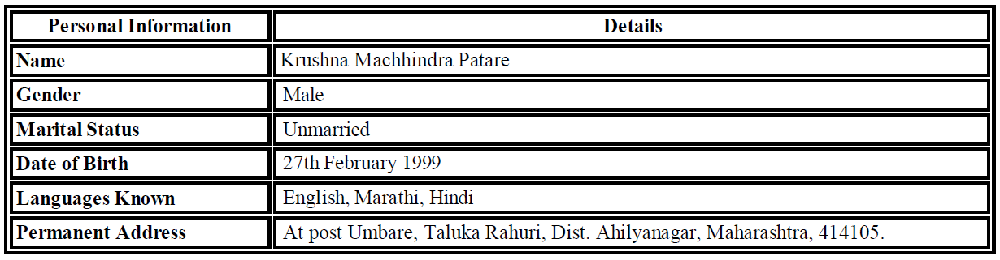 Personal Information Details
Name Krushna Machhindra Patare
Gender Male
Marital Status Unmarried
Date of Birth 27th February 1999
Languages Known English, Marathi, Hindi
Permanent Address At post Umbare, Taluka Rahuri, Dist. Ahilyanagar, Maharashtra, 414105.